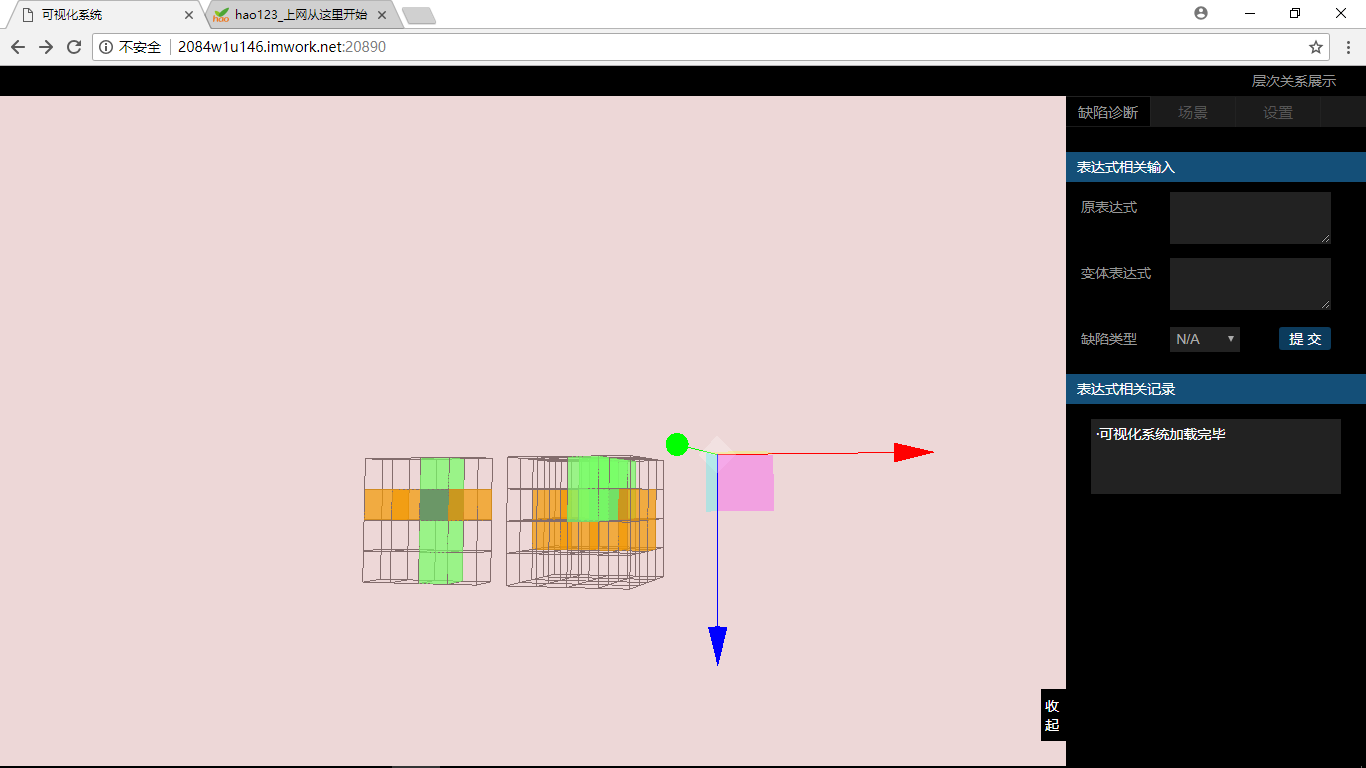 可视化系统
hao123_上网从这里开始
不安全 2084w1u146.imwork.net:20890
层次关系展示
缺陷诊断 场景 设置
表达式相关输入
原表达式
变体表达式
缺陷类型 N/A 提 交
表达式相关记录
·可视化系统加载完毕
收
起